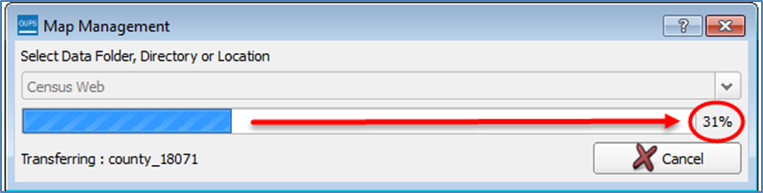 GUPS Map Management
Select Data Folder, Directory or Location
Census Web
31%
Transferring : county_18071
Cancel